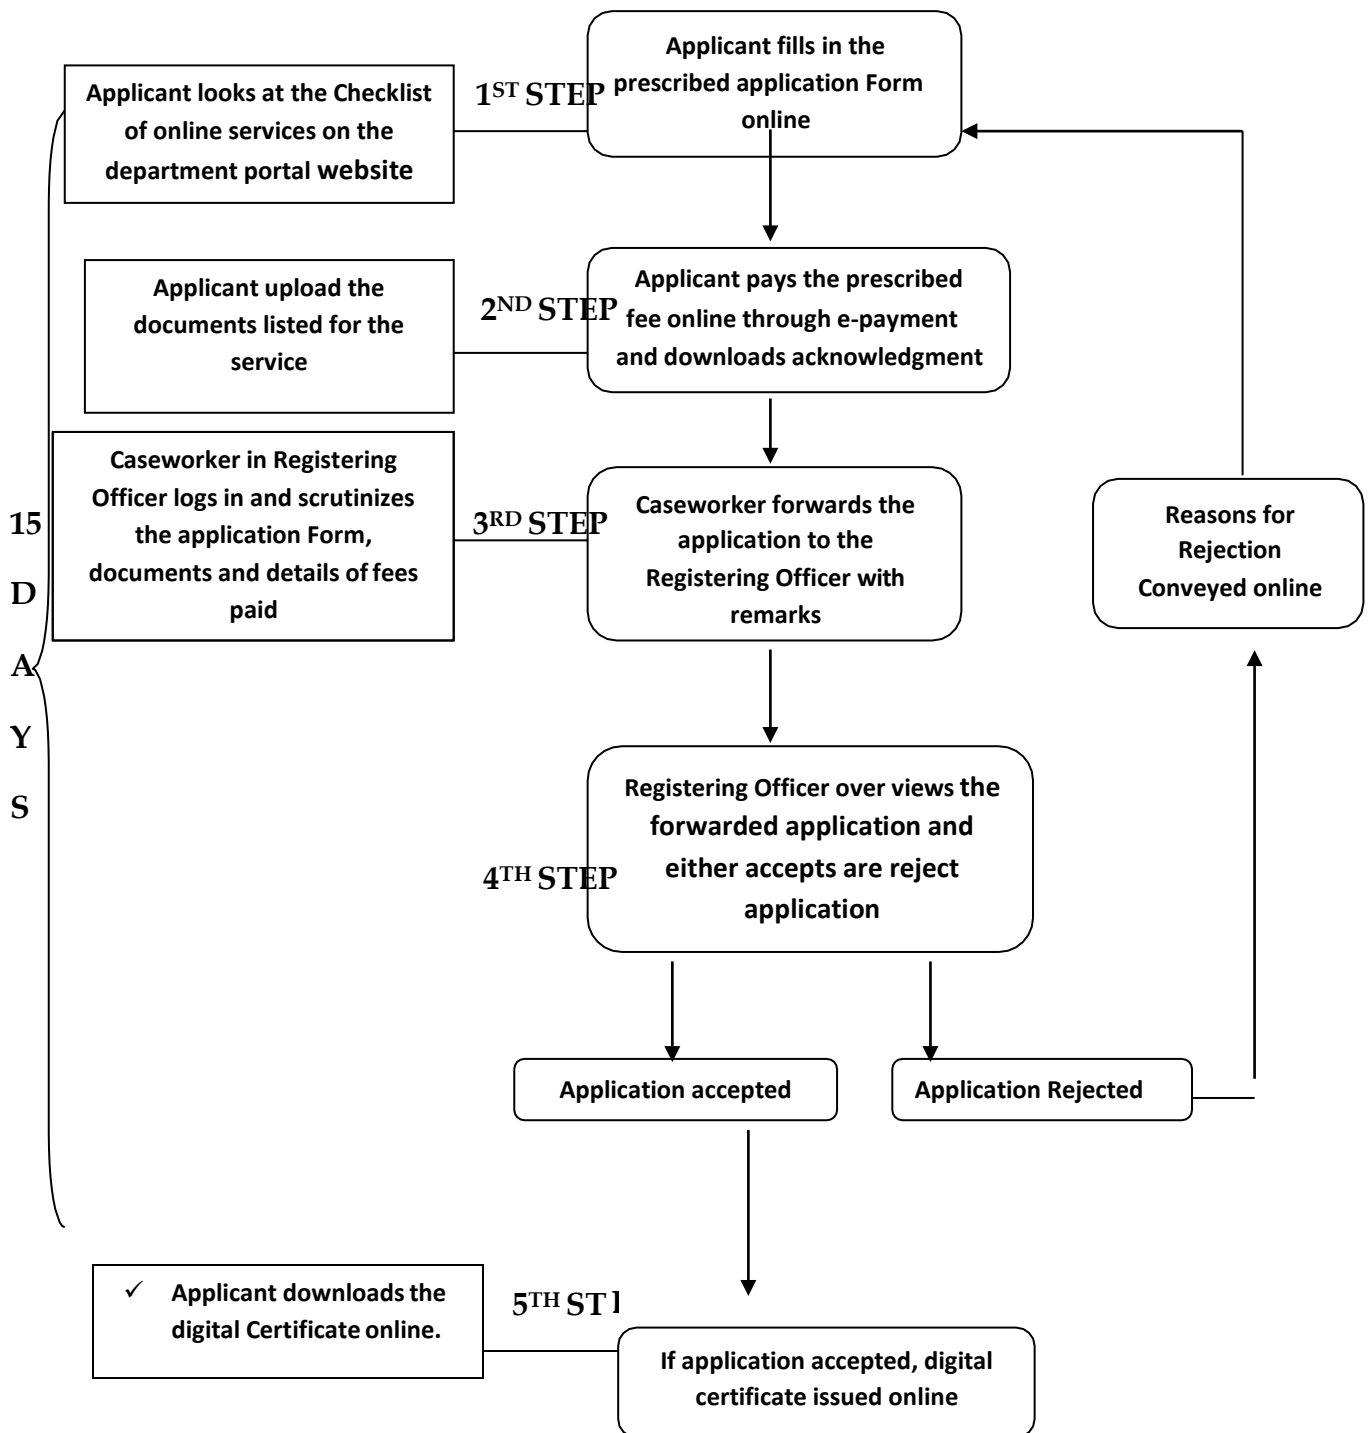 Applicant fills in the
prescribed application Form
online
Applicant looks at the Checklist
of online services on the
department portal website
1ST STEP
Applicant upload the
documents listed for the
service
2ND STEP
Applicant pays the prescribed
fee online through e-payment
and downloads acknowledgment
Caseworker in Registering
Officer logs in and scrutinizes
the application Form,
documents and details of fees
paid
3RD STEP
Caseworker forwards the
application to the
Registering Officer with
remarks
Reasons for
Rejection
Conveyed online
15
D
A
Y
S
Registering Officer over views the
forwarded application and
either accepts are reject
application
4TH STEP
Application accepted
Application Rejected
✓ Applicant downloads the
digital Certificate online.
5TH ST
If application accepted, digital
certificate issued online